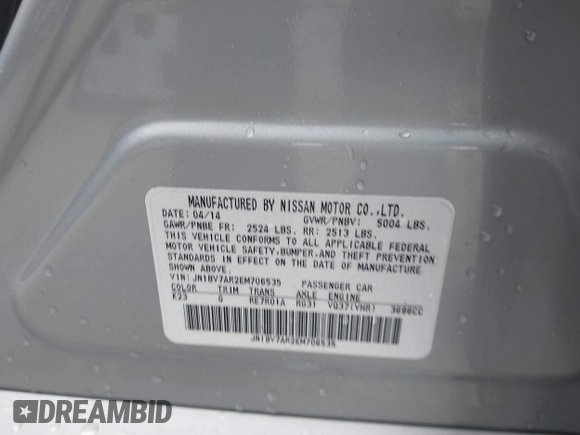 MANUFACTURED BY NISSAN MOTOR CO.,LTD.
DATE: 04/14 GVWR/PNBV: 5004 LBS.
GAWR/PNBE FR: 2524 LBS. RR: 2513 LBS.
THIS VEHICLE CONFORMS TO ALL APPLICABLE FEDERAL
MOTOR VEHICLE SAFETY,BUMPER,AND THEFT PREVENTION
STANDARDS IN EFFECT ON THE DATE OF MANUFACTURE
SHOWN ABOVE.
VIN: JN1BV7AR2EM706535 PASSENGER CAR
COLOR TRIM TRANS AXLE ENGINE
K23 G RE7R01A RG31 VQ37(VHR) 3696CC
JN1BV7AR2EM706535
DREAMBID